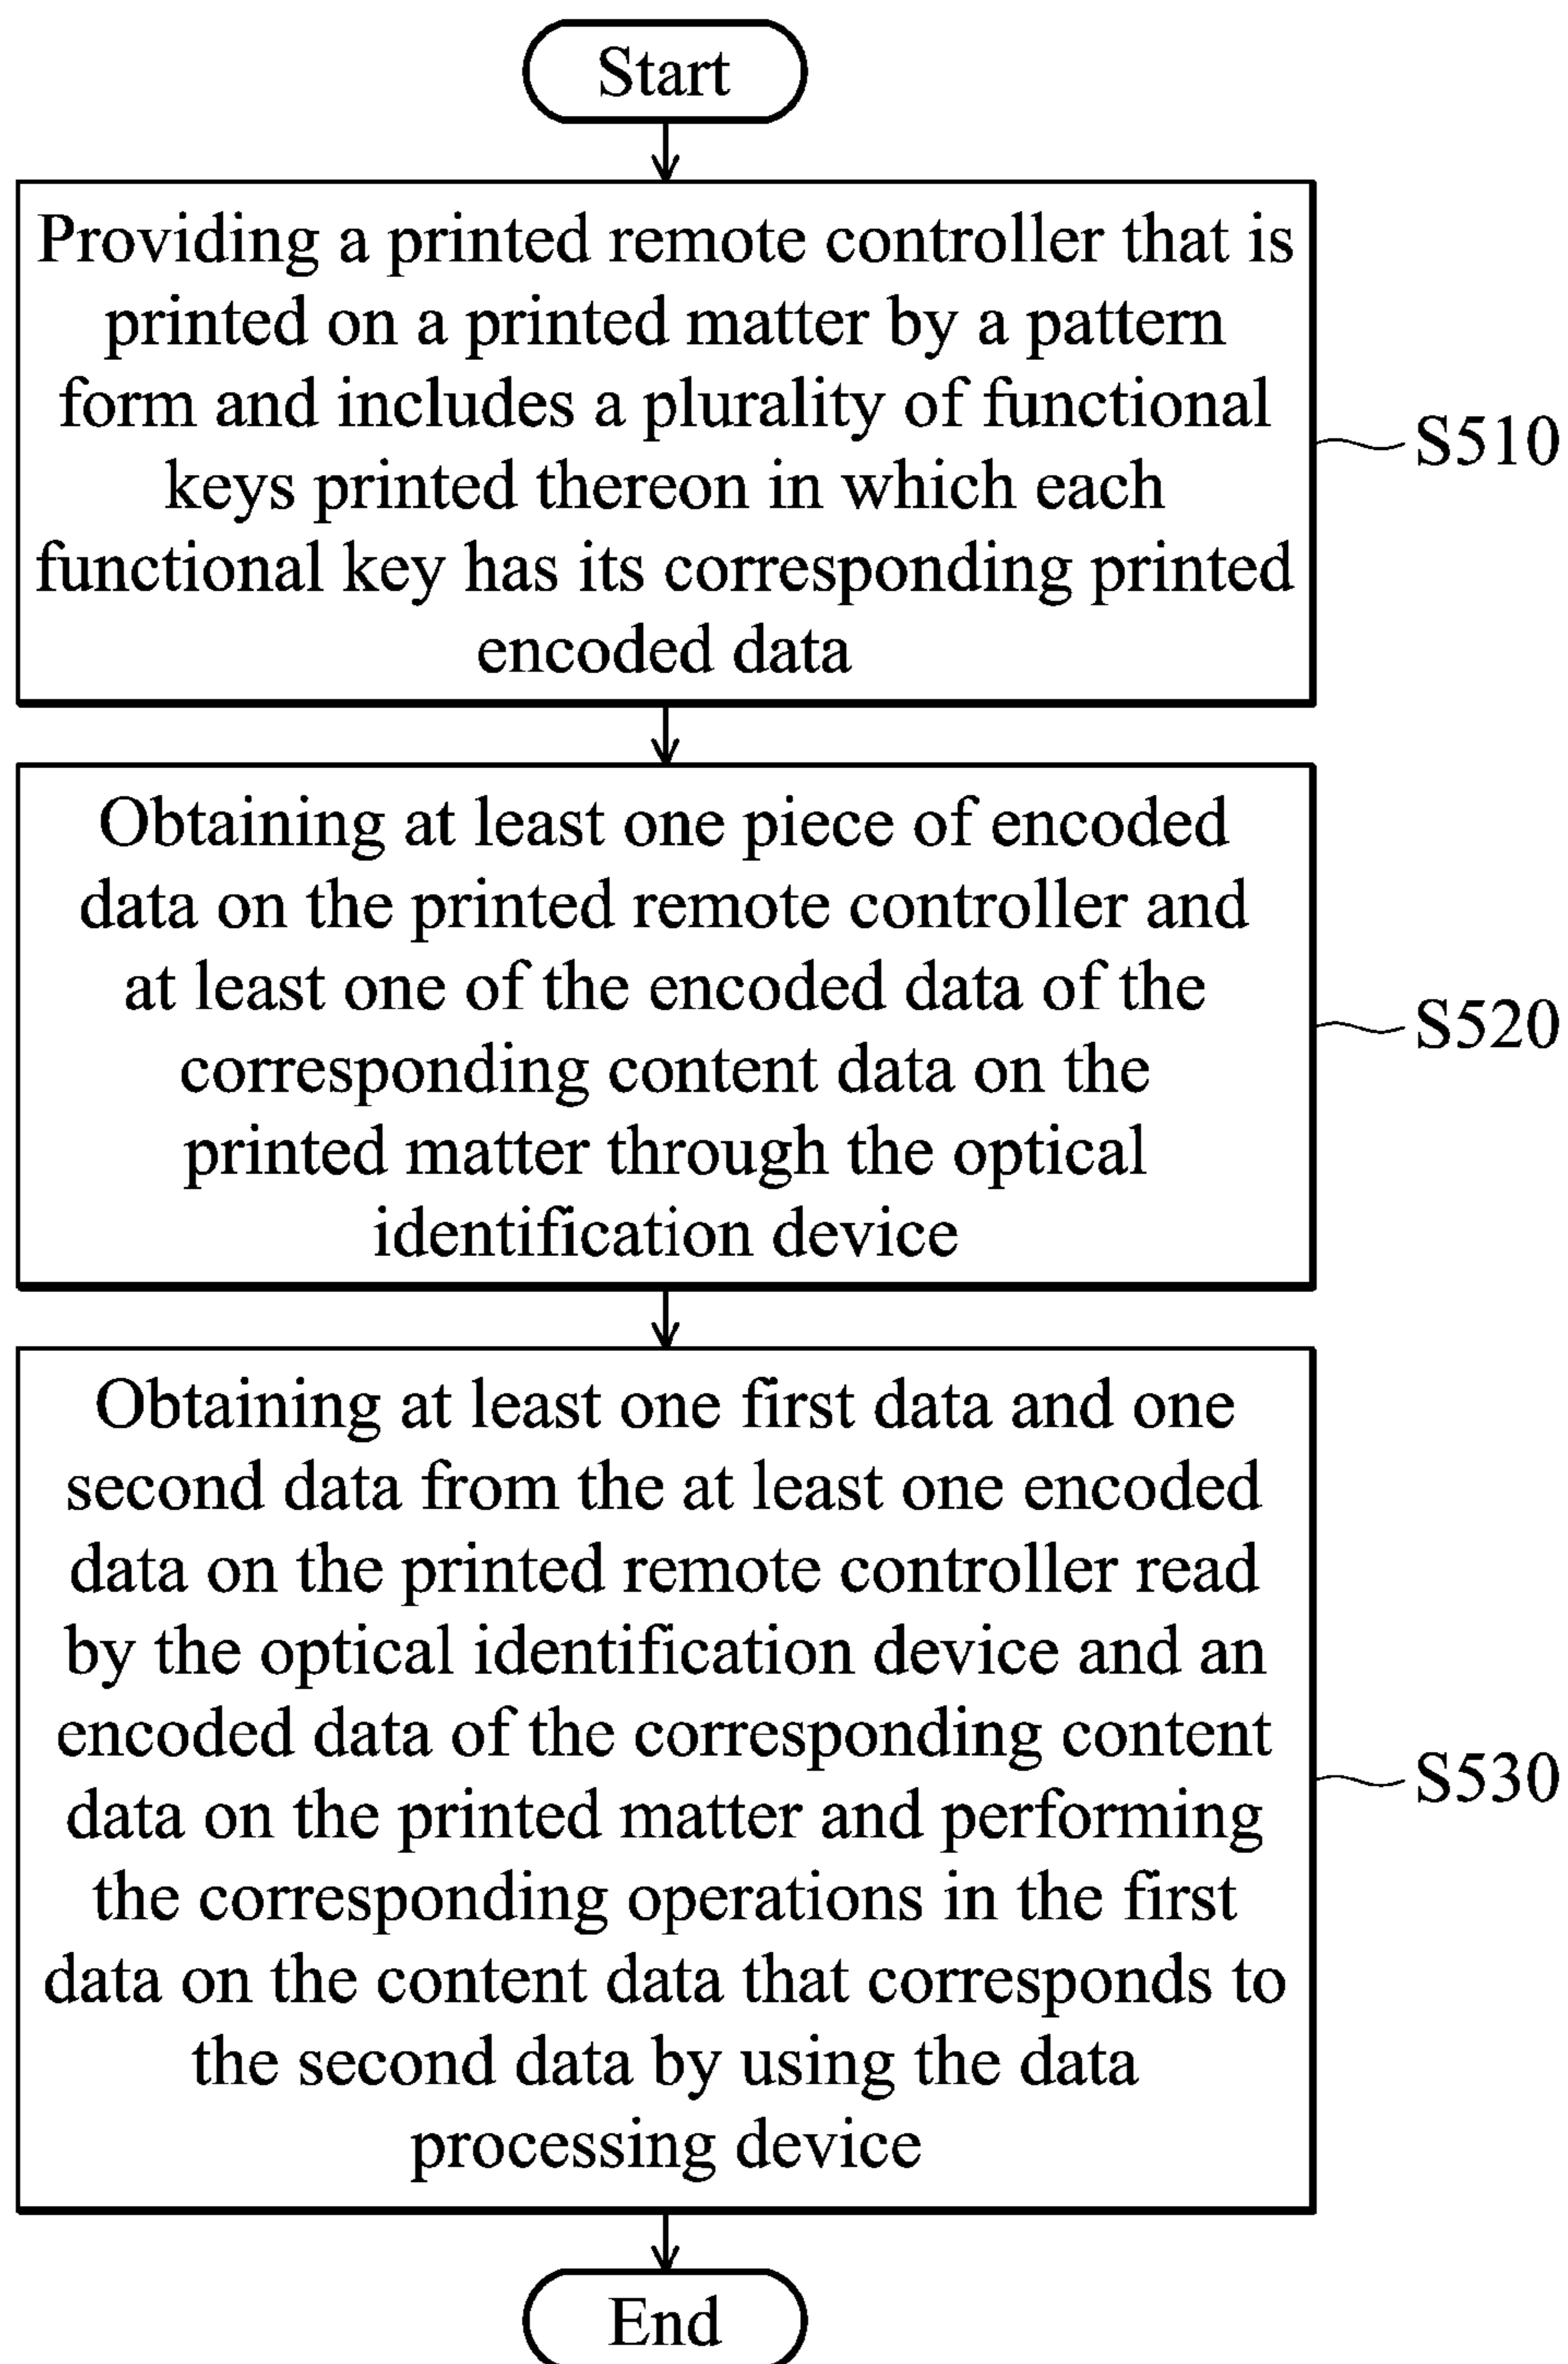 Start
Providing a printed remote controller that is
printed on a printed matter by a pattern
form and includes a plurality of functional
keys printed thereon in which each
functional key has its corresponding printed
encoded data
S510
Obtaining at least one piece of encoded
data on the printed remote controller and
at least one of the encoded data of the
corresponding content data on the
printed matter through the optical
identification device
S520
Obtaining at least one first data and one
second data from the at least one encoded
data on the printed remote controller read
by the optical identification device and an
encoded data of the corresponding content
data on the printed matter and performing
the corresponding operations in the first
data on the content data that corresponds to
the second data by using the data
processing device
S530
End